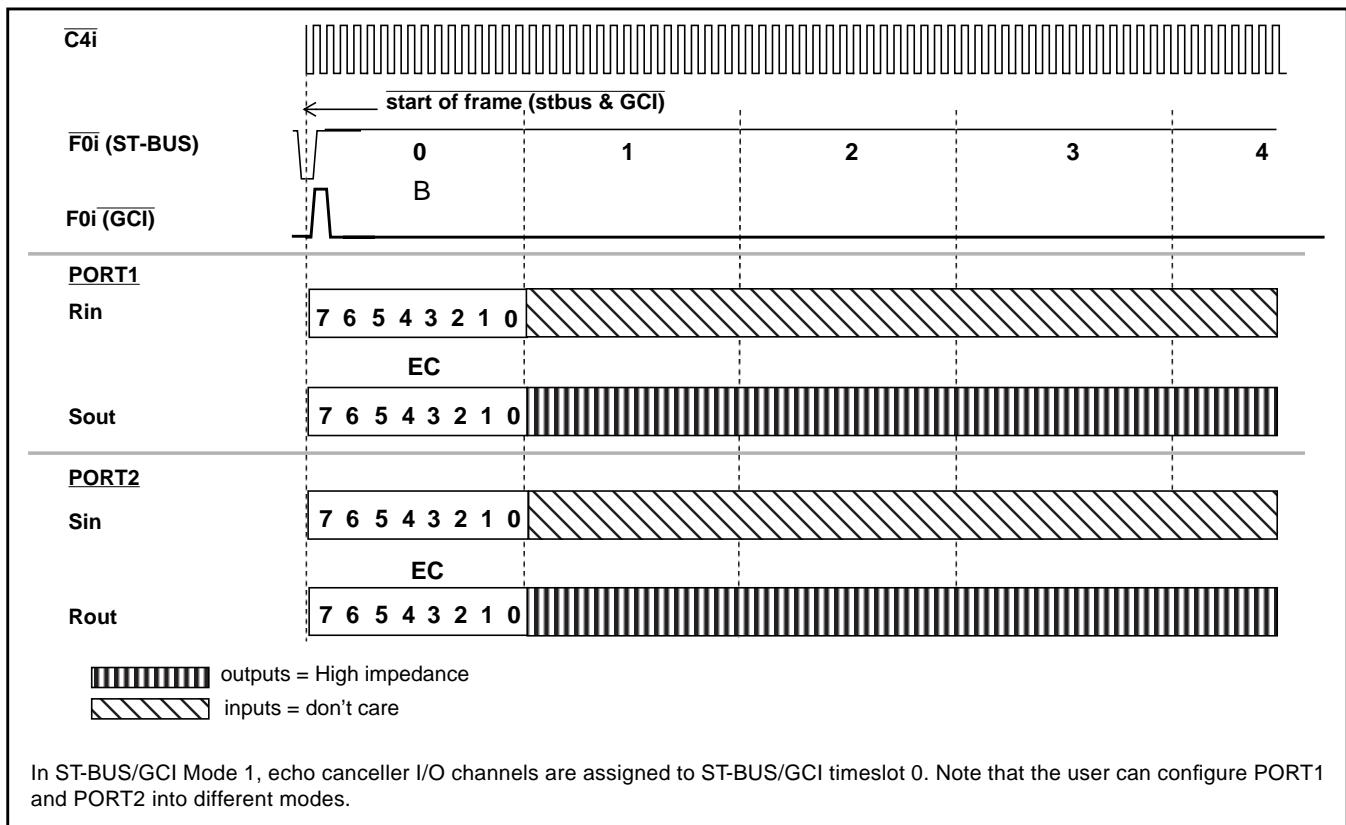 C4i
start of frame (stbus & GCI)
F0i (ST-BUS)
0 1 2 3 4
B
F0i (GCI)
PORT1
Rin
7 6 5 4 3 2 1 0
EC
Sout
7 6 5 4 3 2 1 0
PORT2
Sin
7 6 5 4 3 2 1 0
EC
Rout
7 6 5 4 3 2 1 0
outputs = High impedance
inputs = don't care
In ST-BUS/GCI Mode 1, echo canceller I/O channels are assigned to ST-BUS/GCI timeslot 0. Note that the user can configure PORT1
and PORT2 into different modes.